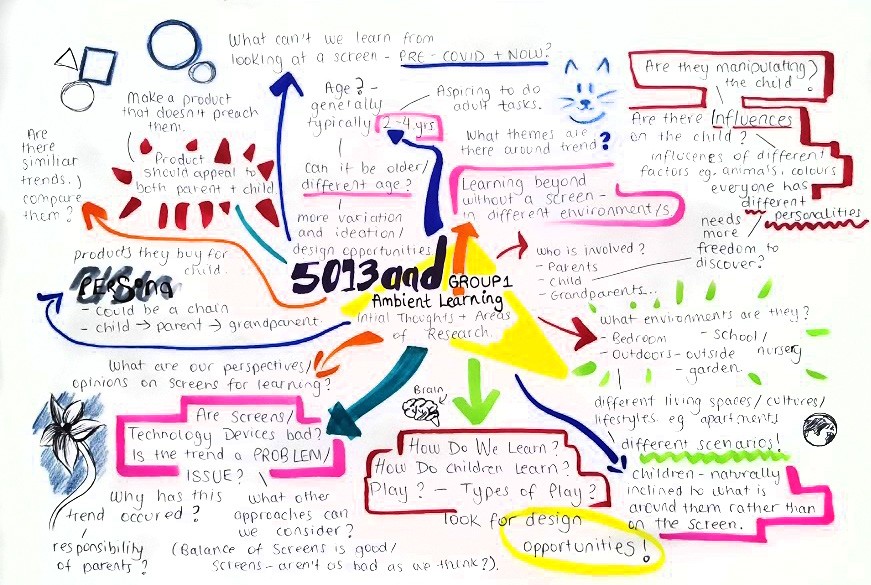 What can't we learn from
looking at a screen - PRE - COVID + NOW?
Make a product
that doesn't preach
them.
Are
there
similiar
trends.)
compare
them?
Product
should appeal to
both parent + child
products they buy for
child.
PERSona
- could be a chain
- child → parent → grandparent
Age? -
generally
typically 2-4 yrs
Aspiring to do
adult tasks.
Can it be older/
different age?
more variation
and ideation/
design opportunities
What themes are
there around trend?
Learning beyond
without a screen -
in different environment/s
Are they manipulating
the child?
Are there Influences
on the child?
influcenes of different
factors eg. animals, colours
everyone has
different
personalities
needs
more
freedom to
discover?
5013and GROUP1
Ambient Learning
Intial Thoughts + Areas
of Research.
who is involved?
- Parents
- Child
- Grandparents...
What environments are they?
- Bedroom - School/
nursery
- Outdoors - outside
- garden.
different living spaces/cultures/
lifestyles. eg apartments
different scenarios!
children - naturally
inclined to what is
around them rather than
on the screen.
What are our perspectives/
opinions on screens for learning?
Are Screens/
Technology Devices bad?
Is the trend a PROBLEM/
ISSUE?
Why has this
trend occured?
responsibility
of parents?
what other
approaches can
we consider?
(Balance of Screens is good/
screens - aren't as bad as we think?).
Brain
How Do We Learn?
How Do children Learn?
Play? - Types of Play?
look for design
opportunities!